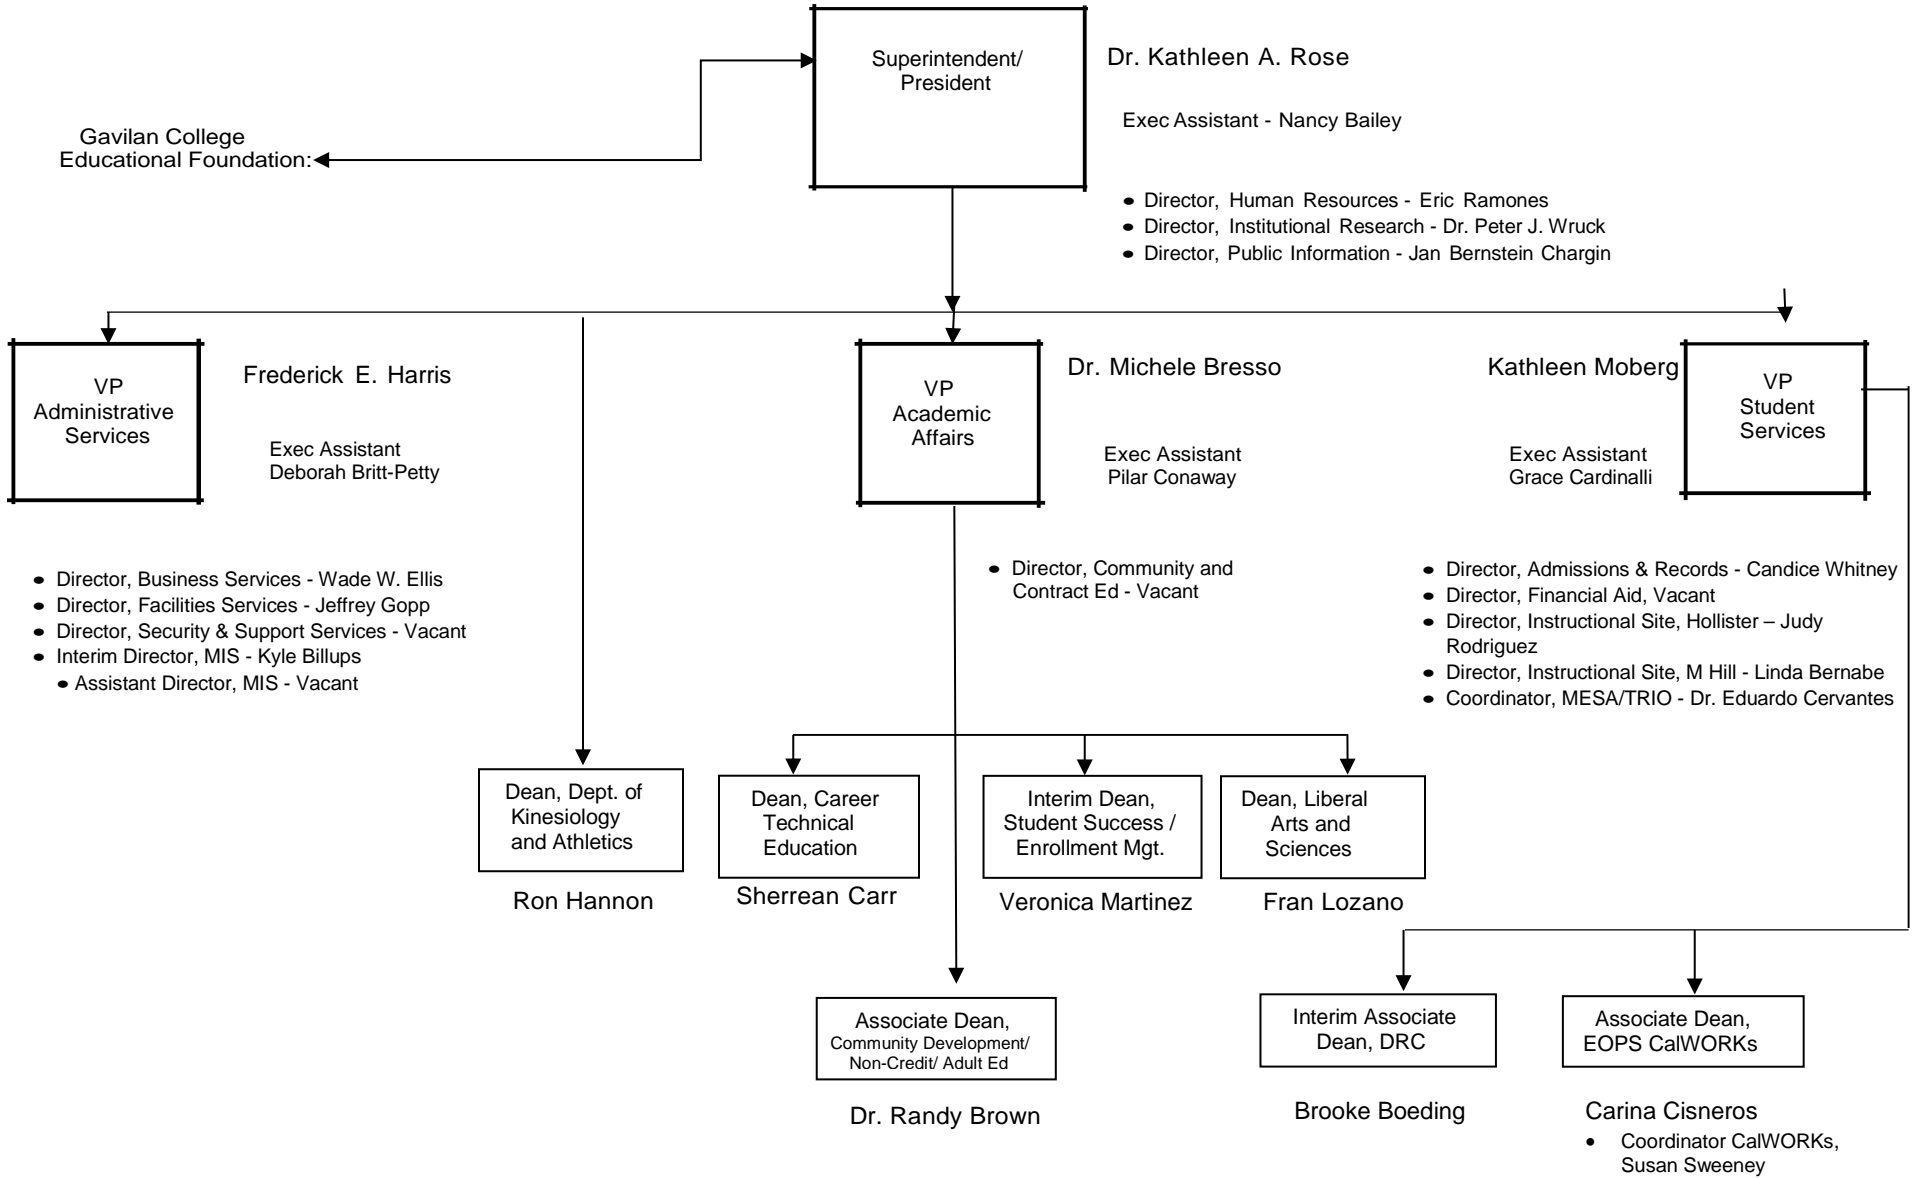 Superintendent/
President
Dr. Kathleen A. Rose
Exec Assistant - Nancy Bailey
Gavilan College
Educational Foundation:
● Director, Human Resources - Eric Ramones
● Director, Institutional Research - Dr. Peter J. Wruck
● Director, Public Information - Jan Bernstein Chargin
VP
Administrative
Services
Frederick E. Harris
Exec Assistant
Deborah Britt-Petty
● Director, Business Services - Wade W. Ellis
● Director, Facilities Services - Jeffrey Gopp
● Director, Security & Support Services - Vacant
● Interim Director, MIS - Kyle Billups
● Assistant Director, MIS - Vacant
VP
Academic
Affairs
Dr. Michele Bresso
Exec Assistant
Pilar Conaway
● Director, Community and
Contract Ed - Vacant
Kathleen Moberg
VP
Student
Services
Exec Assistant
Grace Cardinalli
● Director, Admissions & Records - Candice Whitney
● Director, Financial Aid, Vacant
● Director, Instructional Site, Hollister – Judy
Rodriguez
● Director, Instructional Site, M Hill - Linda Bernabe
● Coordinator, MESA/TRIO - Dr. Eduardo Cervantes
Dean, Dept. of
Kinesiology
and Athletics
Ron Hannon
Dean, Career
Technical
Education
Sherrean Carr
Interim Dean,
Student Success /
Enrollment Mgt.
Veronica Martinez
Dean, Liberal
Arts and
Sciences
Fran Lozano
Associate Dean,
Community Development/
Non-Credit/ Adult Ed
Dr. Randy Brown
Interim Associate
Dean, DRC
Brooke Boeding
Associate Dean,
EOPS CalWORKs
Carina Cisneros
• Coordinator CalWORKs,
Susan Sweeney